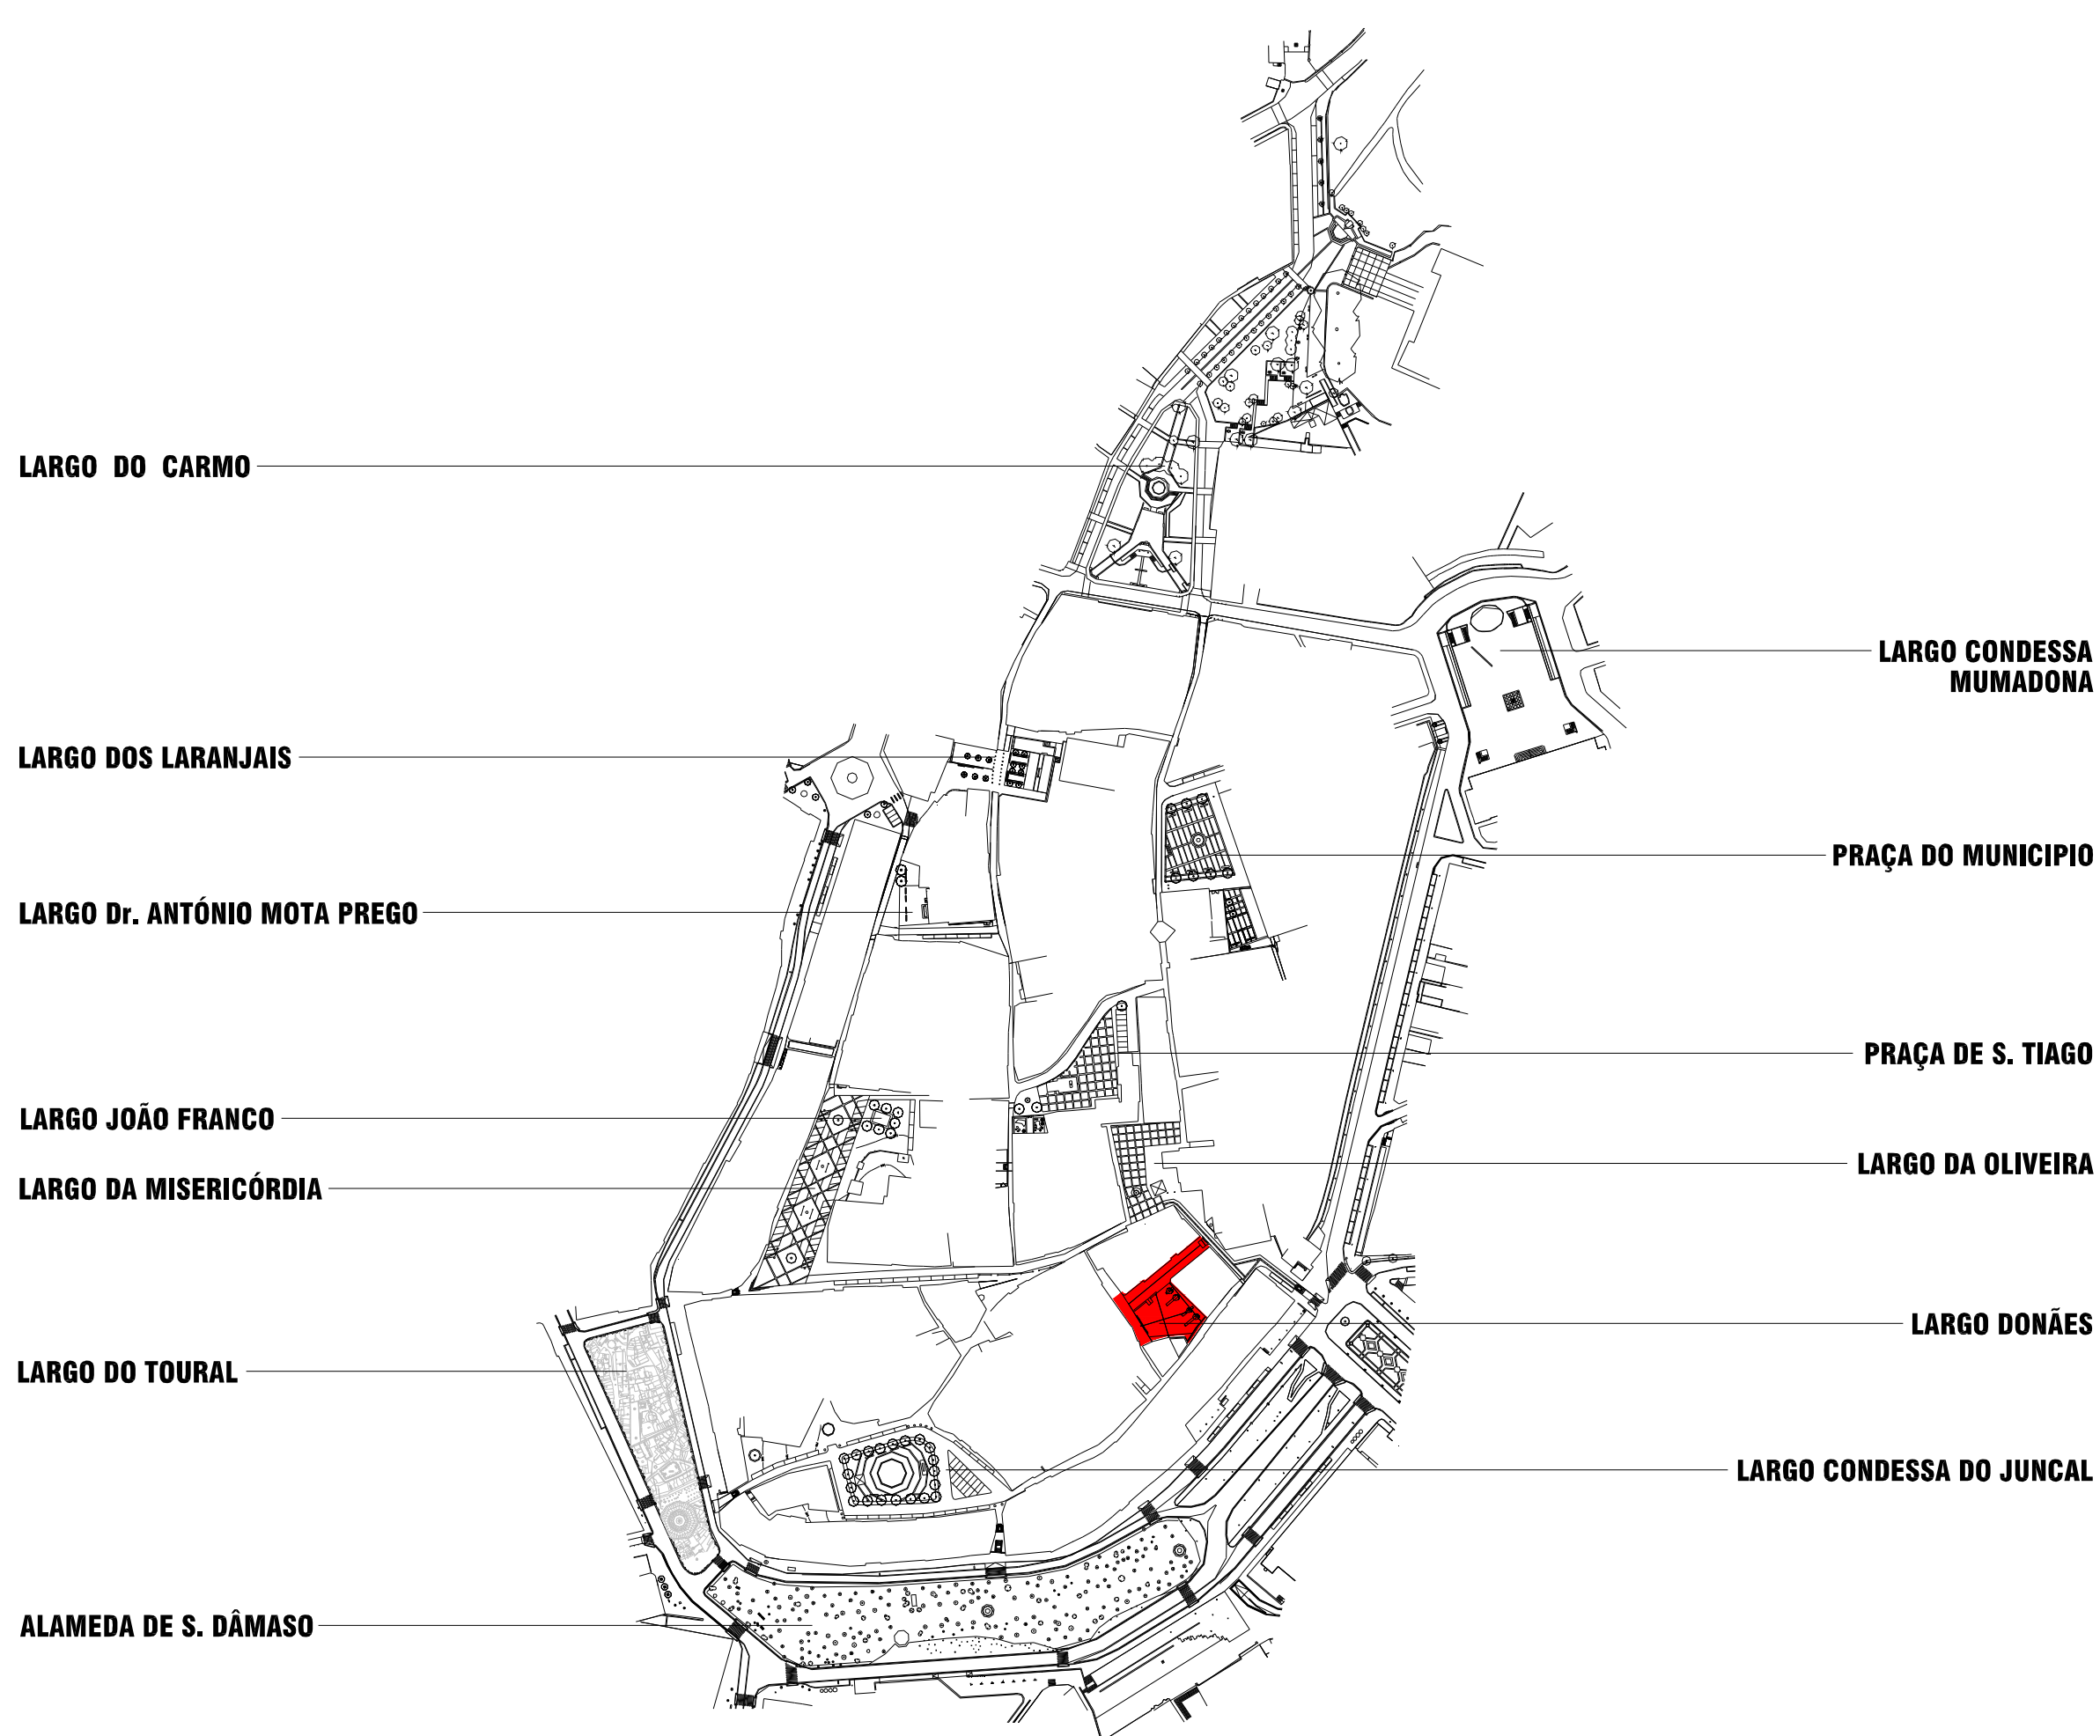 LARGO DO CARMO
LARGO CONDESSA
MUMADONA
LARGO DOS LARANJAIS
PRAÇA DO MUNICIPIO
LARGO Dr. ANTÓNIO MOTA PREGO
PRAÇA DE S. TIAGO
LARGO JOÃO FRANCO
LARGO DA OLIVEIRA
LARGO DA MISERICÓRDIA
LARGO DONÃES
LARGO DO TOURAL
LARGO CONDESSA DO JUNCAL
ALAMEDA DE S. DÂMASO